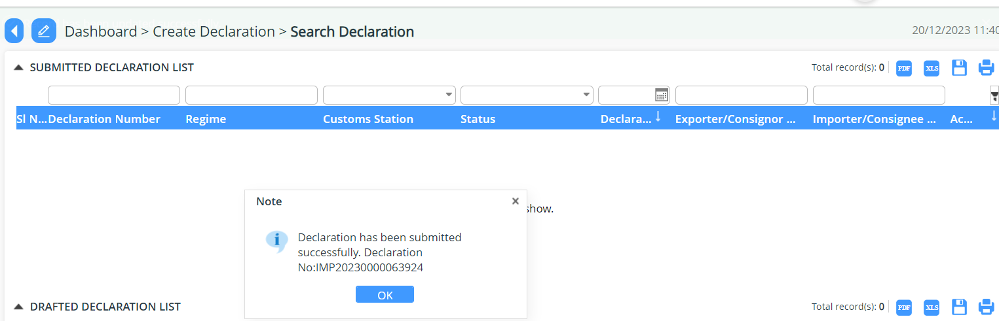 Dashboard > Create Declaration > Search Declaration
20/12/2023 11:40
SUBMITTED DECLARATION LIST
Total record(s): 0
PDF
XLS
Sl N... Declaration Number Regime Customs Station Status Declara... Exporter/Consignor ... Importer/Consignee ... Ac...
Note
show.
Declaration has been submitted
successfully. Declaration
No:IMP20230000063924
OK
DRAFTED DECLARATION LIST
Total record(s): 0
PDF
XLS